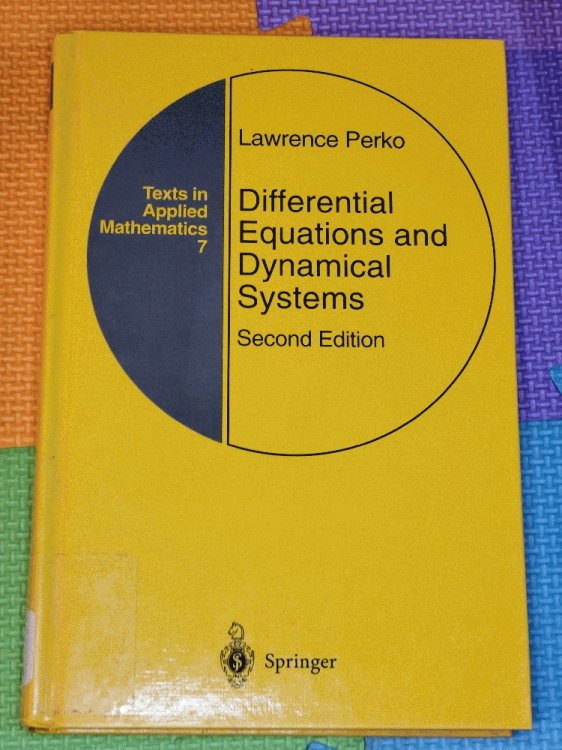 Lawrence Perko
Texts in
Applied
Mathematics
7
Differential
Equations and
Dynamical
Systems
Second Edition
Springer